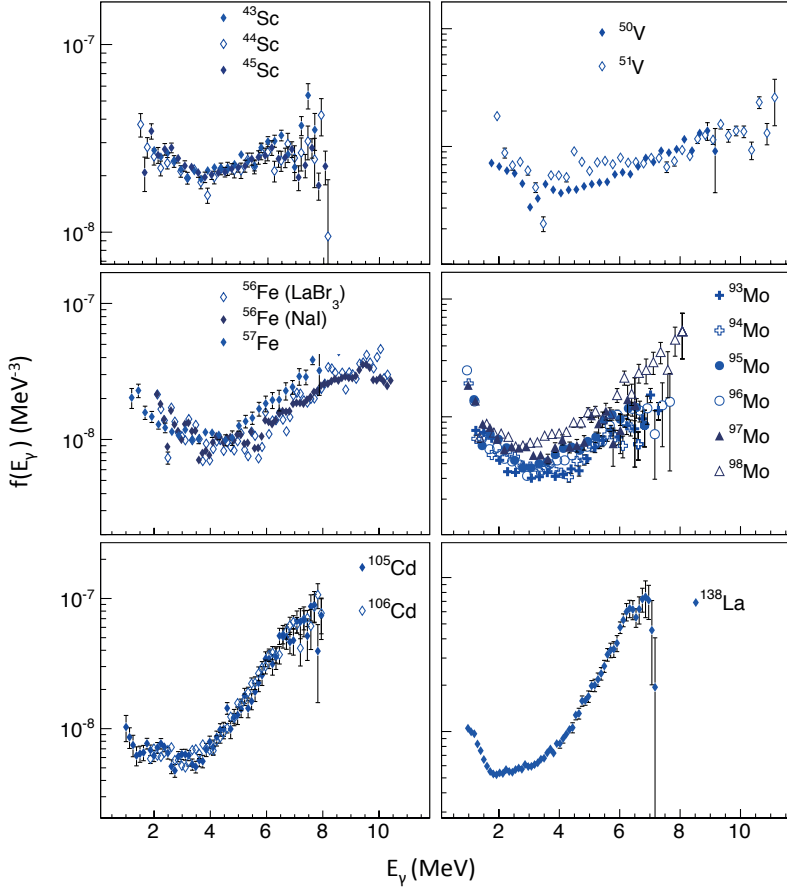 10⁻⁷
10⁻⁸
⁴³Sc
⁴⁴Sc
⁴⁵Sc
⁵⁰V
⁵¹V
10⁻⁷
10⁻⁸
⁵⁶Fe (LaBr₃)
⁵⁶Fe (NaI)
⁵⁷Fe
⁹³Mo
⁹⁴Mo
⁹⁵Mo
⁹⁶Mo
⁹⁷Mo
⁹⁸Mo
f(Eᵧ) (MeV⁻³)
10⁻⁷
10⁻⁸
¹⁰⁵Cd
¹⁰⁶Cd
¹³⁸La
2 4 6 8 10
2 4 6 8 10
Eᵧ (MeV)